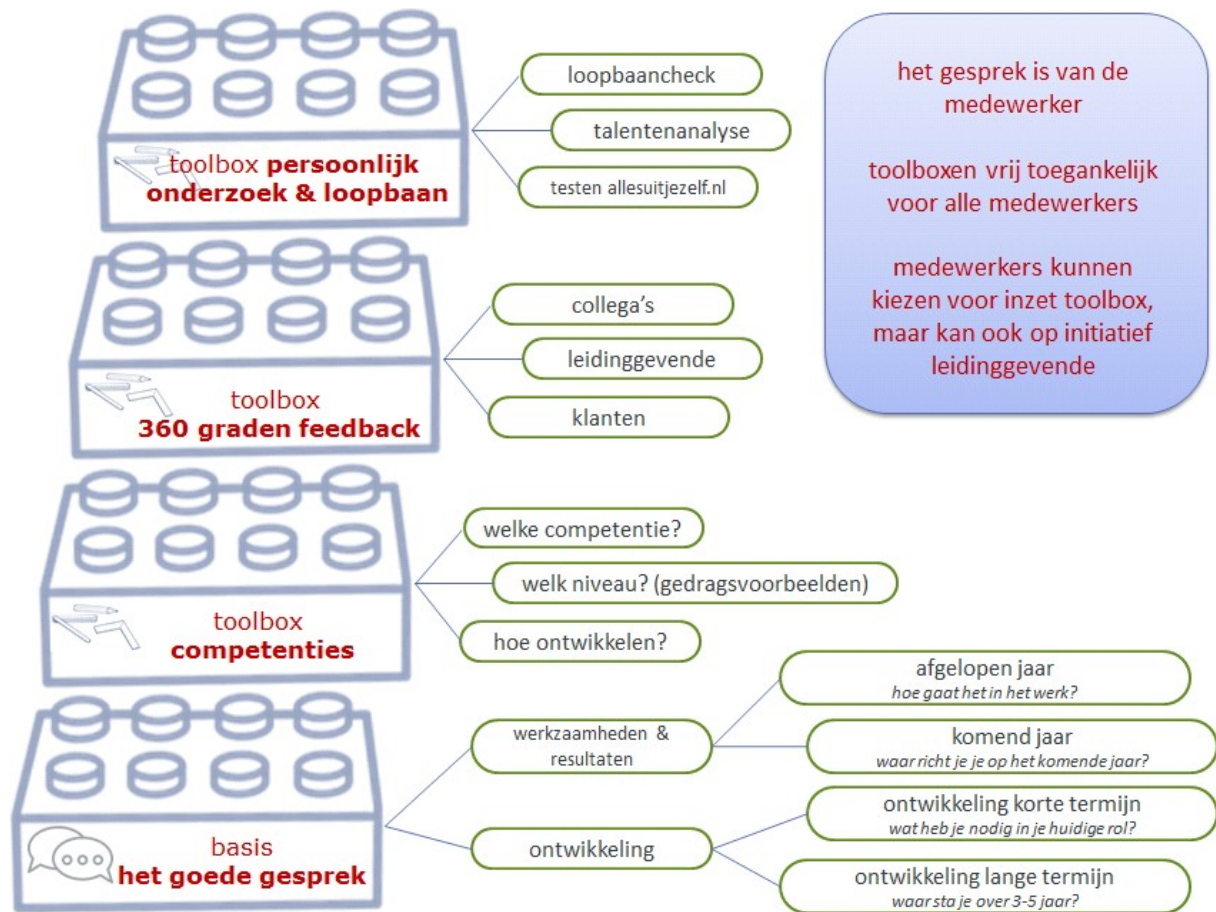 toolbox persoonlijk
onderzoek & loopbaan
loopbaancheck
talentenanalyse
testen allesuitjezelf.nl
het gesprek is van de
medewerker
toolboxen vrij toegankelijk
voor alle medewerkers
medewerkers kunnen
kiezen voor inzet toolbox,
maar kan ook op initiatief
leidinggevende
toolbox
360 graden feedback
collega's
leidinggevende
klanten
toolbox
competenties
welke competentie?
welk niveau? (gedragsvoorbeelden)
hoe ontwikkelen?
basis
het goede gesprek
werkzaamheden &
resultaten
afgelopen jaar
hoe gaat het in het werk?
komend jaar
waar richt je je op het komende jaar?
ontwikkeling
ontwikkeling korte termijn
wat heb je nodig in je huidige rol?
ontwikkeling lange termijn
waar sta je over 3-5 jaar?